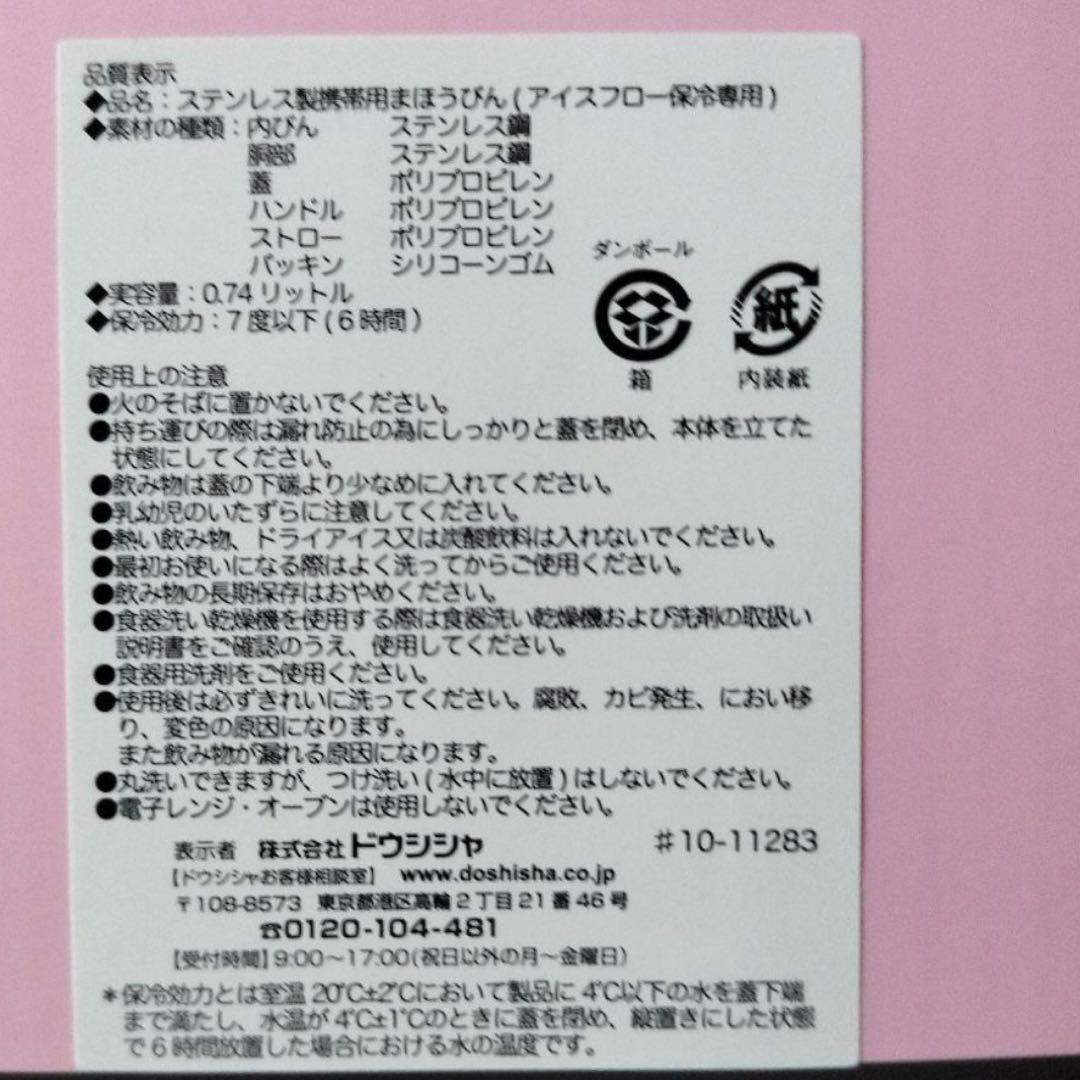 品質表示
◆品名:ステンレス製携帯用まほうびん(アイスフロー保冷専用)
◆素材の種類:内びん ステンレス鋼
胴部 ステンレス鋼
蓋 ポリプロピレン
ハンドル ポリプロピレン
ストロー ポリプロピレン
パッキン シリコーンゴム
◆実容量:0.74リットル
◆保冷効力:7度以下(6時間)
ダンボール
箱
紙
内装紙
使用上の注意
●火のそばに置かないでください。
●持ち運びの際は漏れ防止の為にしっかりと蓋を閉め、本体を立てた
状態にしてください。
●飲み物は蓋の下端より少なめに入れてください。
●乳幼児のいたずらに注意してください。
●熱い飲み物、ドライアイス又は炭酸飲料は入れないでください。
●最初お使いになる際はよく洗ってからご使用ください。
●飲み物の長期保存はおやめください。
●食器洗い乾燥機を使用する際は食器洗い乾燥機および洗剤の取扱い
説明書をご確認のうえ、使用してください。
●食器用洗剤をご使用ください。
●使用後は必ずきれいに洗ってください。腐敗、カビ発生、におい移
り、変色の原因になります。
また飲み物が漏れる原因になります。
●丸洗いできますが、つけ洗い(水中に放置)はしないでください。
●電子レンジ・オーブンは使用しないでください。
表示者 株式会社ドウシシャ #10-11283
【ドウシシャお客様相談室】 www.doshisha.co.jp
〒108-8573 東京都港区高輪2丁目21番46号
☎0120-104-481
【受付時間】9:00~17:00(祝日以外の月~金曜日)
*保冷効力とは室温20℃±2℃において製品に4℃以下の水を蓋下端
まで満たし、水温が4℃±1℃のときに蓋を閉め、縦置きにした状態
で6時間放置した場合における水の温度です。